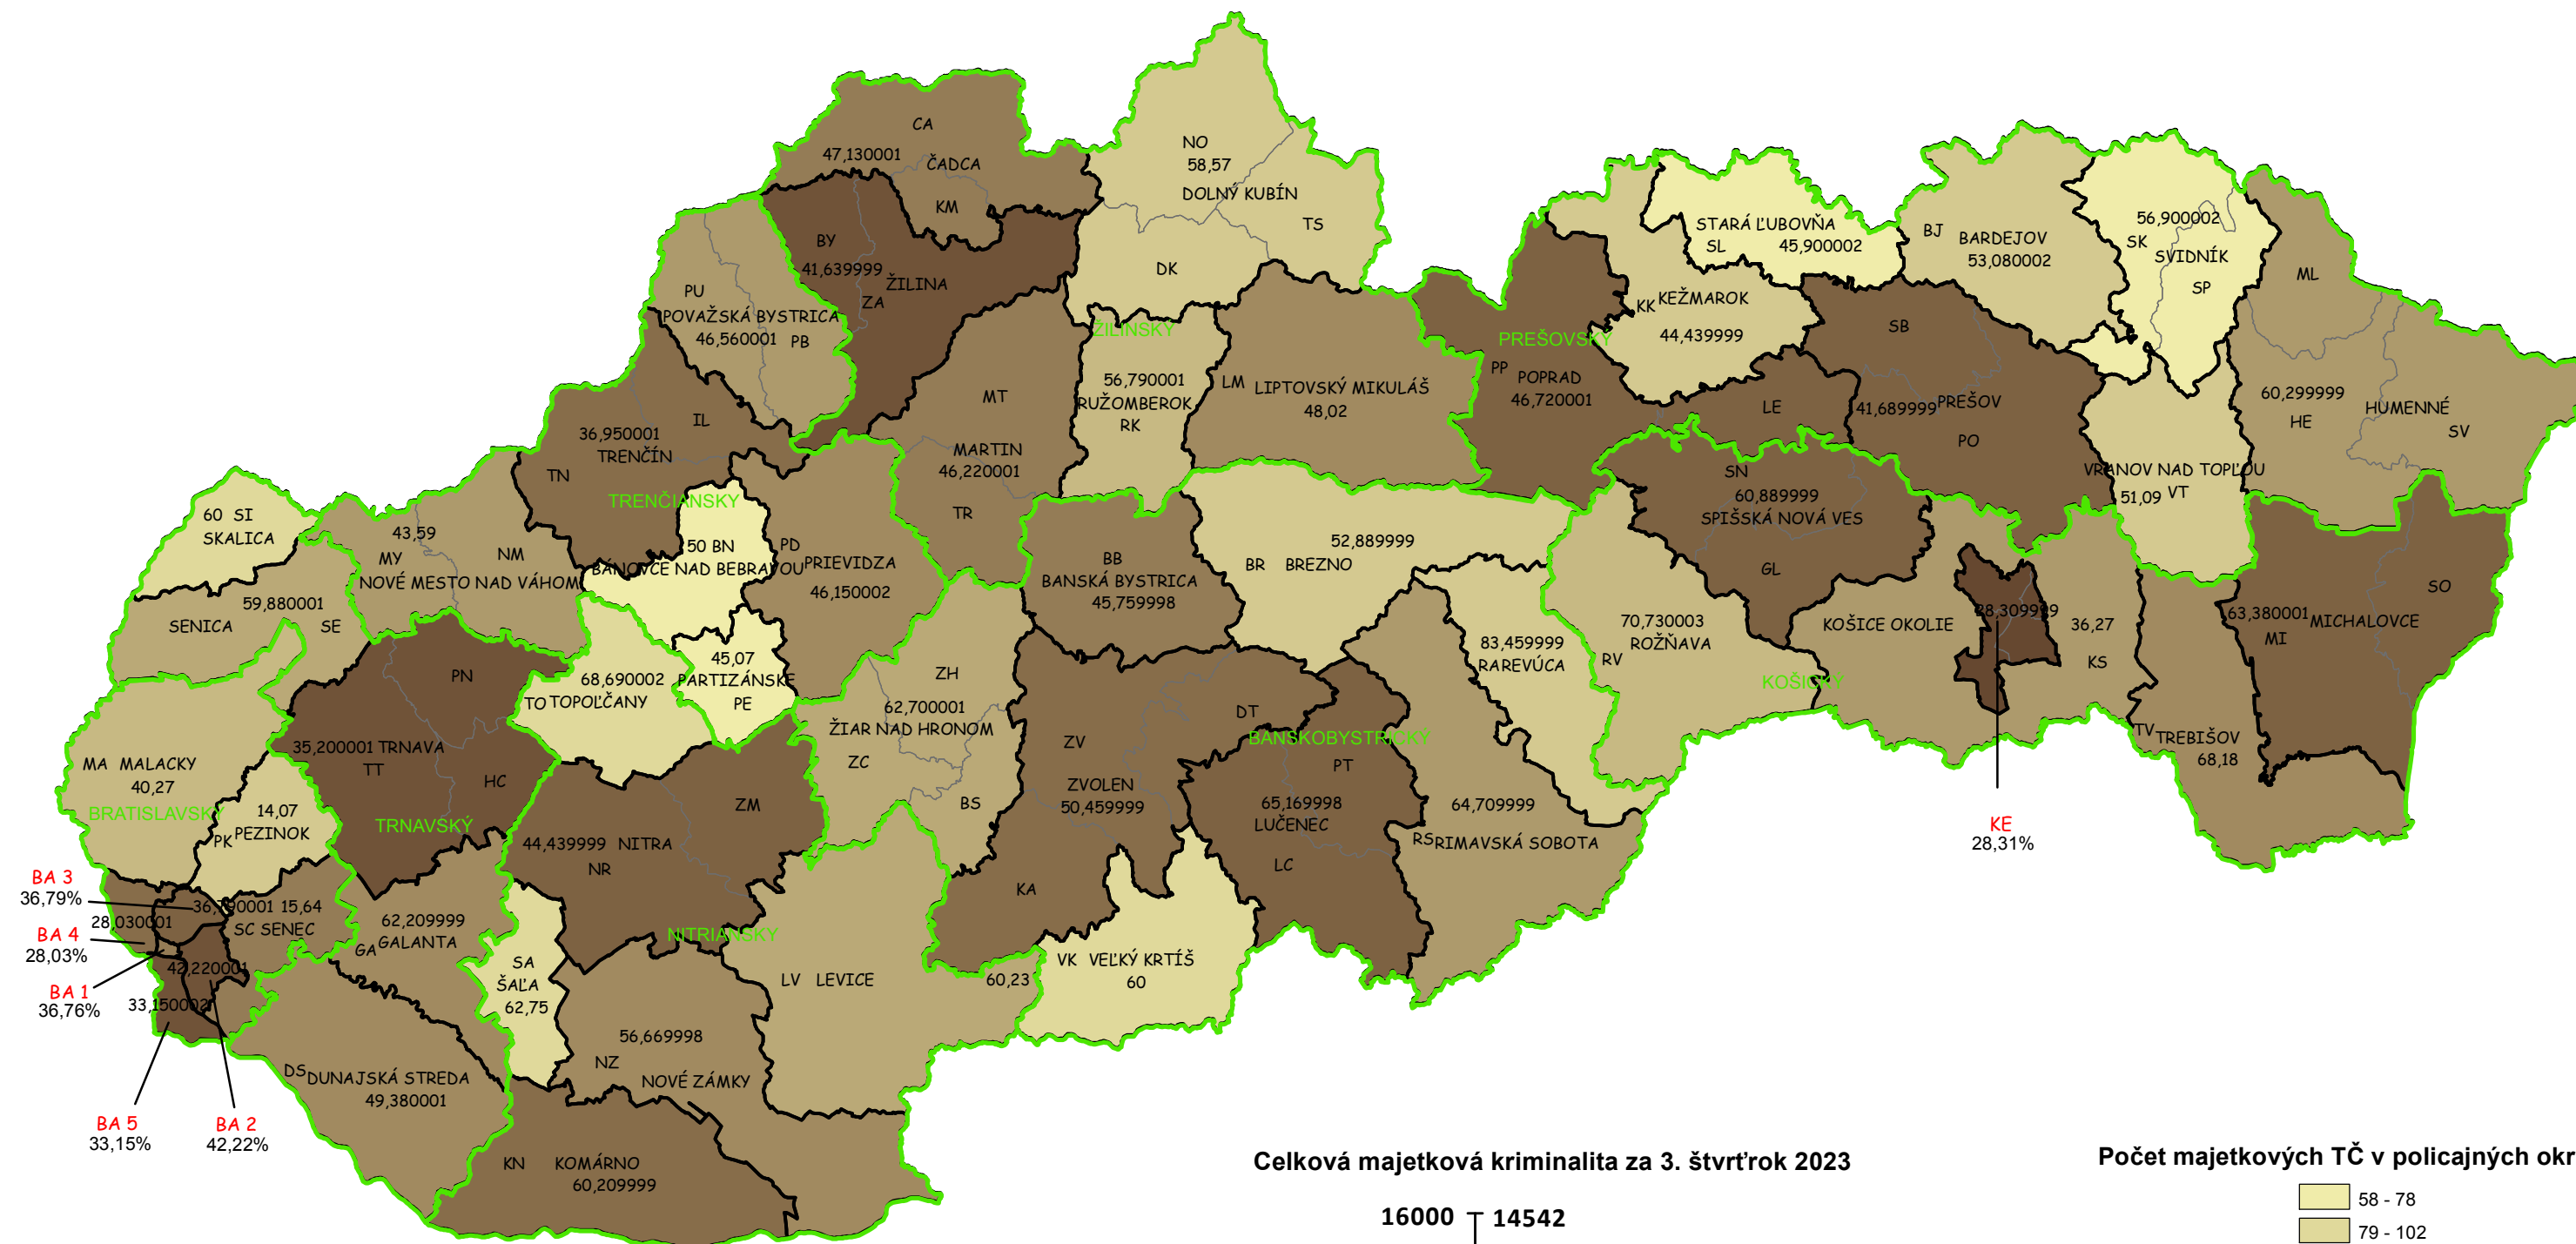 CA
47,130001
ČADCA
KM
NO
58,57
DOLNÝ KUBÍN
TS
DK
BY
41,639999
ŽILINA
ZA
PU
POVAŽSKÁ BYSTRICA
46,560001 PB
STARÁ ĽUBOVŇA
SL 45,900002
BJ BARDEJOV
53,080002
56,900002
SK
SVIDNÍK
SP
ML
KK KEŽMAROK
44,439999
ŽILINSKÝ
PREŠOVSKÝ
SB
MT
MARTIN
46,220001
TR
56,790001
RUŽOMBEROK
RK
LM LIPTOVSKÝ MIKULÁŠ
48,02
PP POPRAD
46,720001
LE
41,689999 PREŠOV
PO
60,299999
HUMENNÉ
HE
SV
IL
36,950001
TRENČÍN
TN
TRENČIANSKY
VRANOV NAD TOPĽOU
51,09 VT
SN
60,889999
SPIŠSKÁ NOVÁ VES
GL
60 SI
SKALICA
43,59
MY
NM
NOVÉ MESTO NAD VÁHOM
50 BN
BÁNOVCE NAD BEBRAVOU
PD
PRIEVIDZA
46,150002
BB
BANSKÁ BYSTRICA
45,759998
52,889999
BR BREZNO
SO
59,880001
SENICA SE
KOŠICE OKOLIE
28,309999
36,27
KS
63,380001 MICHALOVCE
MI
70,730003
ROŽŇAVA
RV
83,459999
RAREVÚCA
KOŠICKÝ
45,07
PARTIZÁNSKE
PE
68,690002
TO TOPOĽČANY
PN
ZH
62,700001
ŽIAR NAD HRONOM
ZC
BS
DT
BANSKOBYSTRICKÝ
PT
ZV
ZVOLEN
50,459999
TV
TREBIŠOV
68,18
35,200001 TRNAVA
TT
HC
MA MALACKY
40,27
BRATISLAVSKÝ
TRNAVSKÝ
14,07
PK PEZINOK
ZM
44,439999 NITRA
NR
65,169998
LUČENEC
LC
64,709999
RS RIMAVSKÁ SOBOTA
KE
28,31%
KA
BA 3
36,79%
36,790001 15,64
SC SENEC
28,030001
BA 4
28,03%
62,209999
GA GALANTA
NITRIANSKY
42,220001
BA 1
36,76%
33,150002
SA
ŠAĽA
62,75
LV LEVICE
60,23
VK VEĽKÝ KRTÍŠ
60
56,669998
NZ
NOVÉ ZÁMKY
DS DUNAJSKÁ STREDA
49,380001
BA 5
33,15%
BA 2
42,22%
KN KOMÁRNO
60,209999
Celková majetková kriminalita za 3. štvrťrok 2023
16000 14542
Počet majetkových TČ v policajných okr
58 - 78
79 - 102